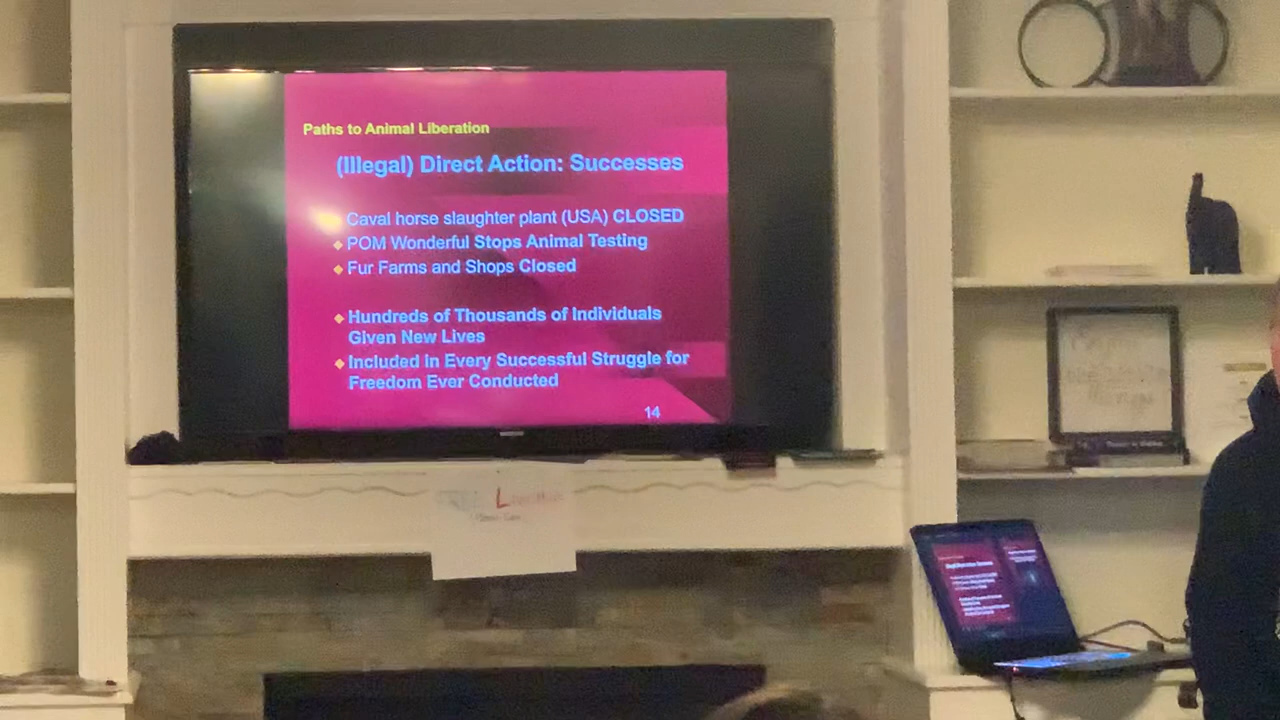 Paths to Animal Liberation
(Illegal) Direct Action: Successes
Caval horse slaughter plant (USA) CLOSED
POM Wonderful Stops Animal Testing
Fur Farms and Shops Closed
Hundreds of Thousands of Individuals
Given New Lives
Included In Every Successful Struggle for
Freedom Ever Conducted
14